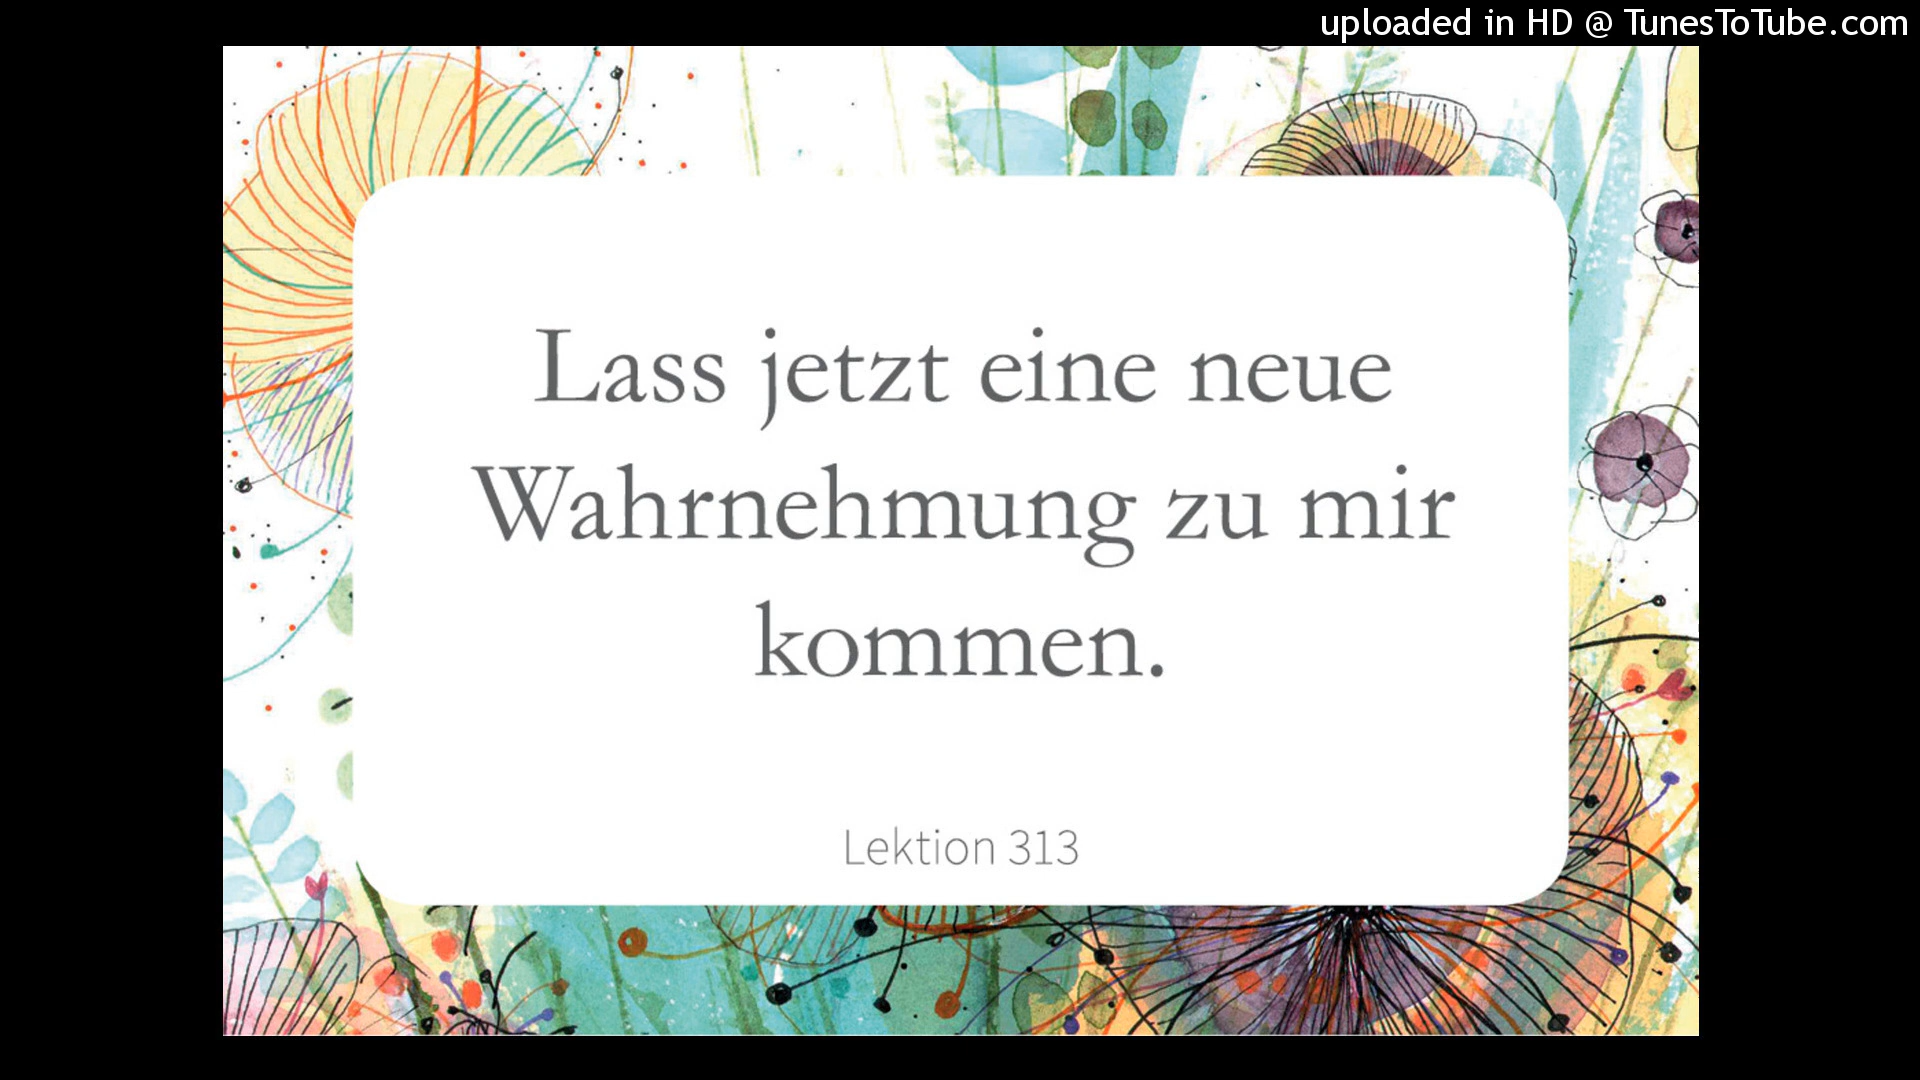 uploaded in HD @ TunesToTube.com
Lass jetzt eine neue
Wahrnehmung zu mir
kommen.
Lektion 313